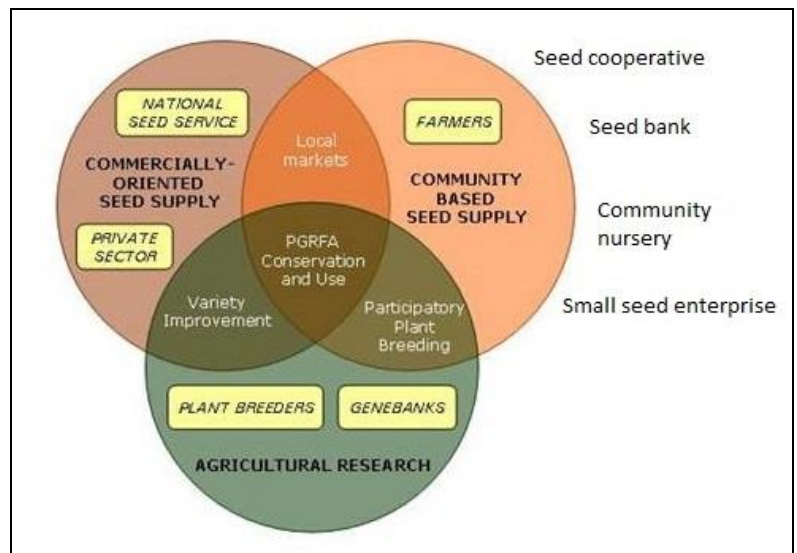 NATIONAL
SEED SERVICE
COMMERCIALLY-
ORIENTED
SEED SUPPLY
PRIVATE
SECTOR
Local
markets
FARMERS
COMMUNITY
BASED
SEED SUPPLY
PGRFA
Conservation
and Use
Variety
Improvement
Participatory
Plant
Breeding
PLANT BREEDERS
GENEBANKS
AGRICULTURAL RESEARCH
Seed cooperative
Seed bank
Community
nursery
Small seed enterprise